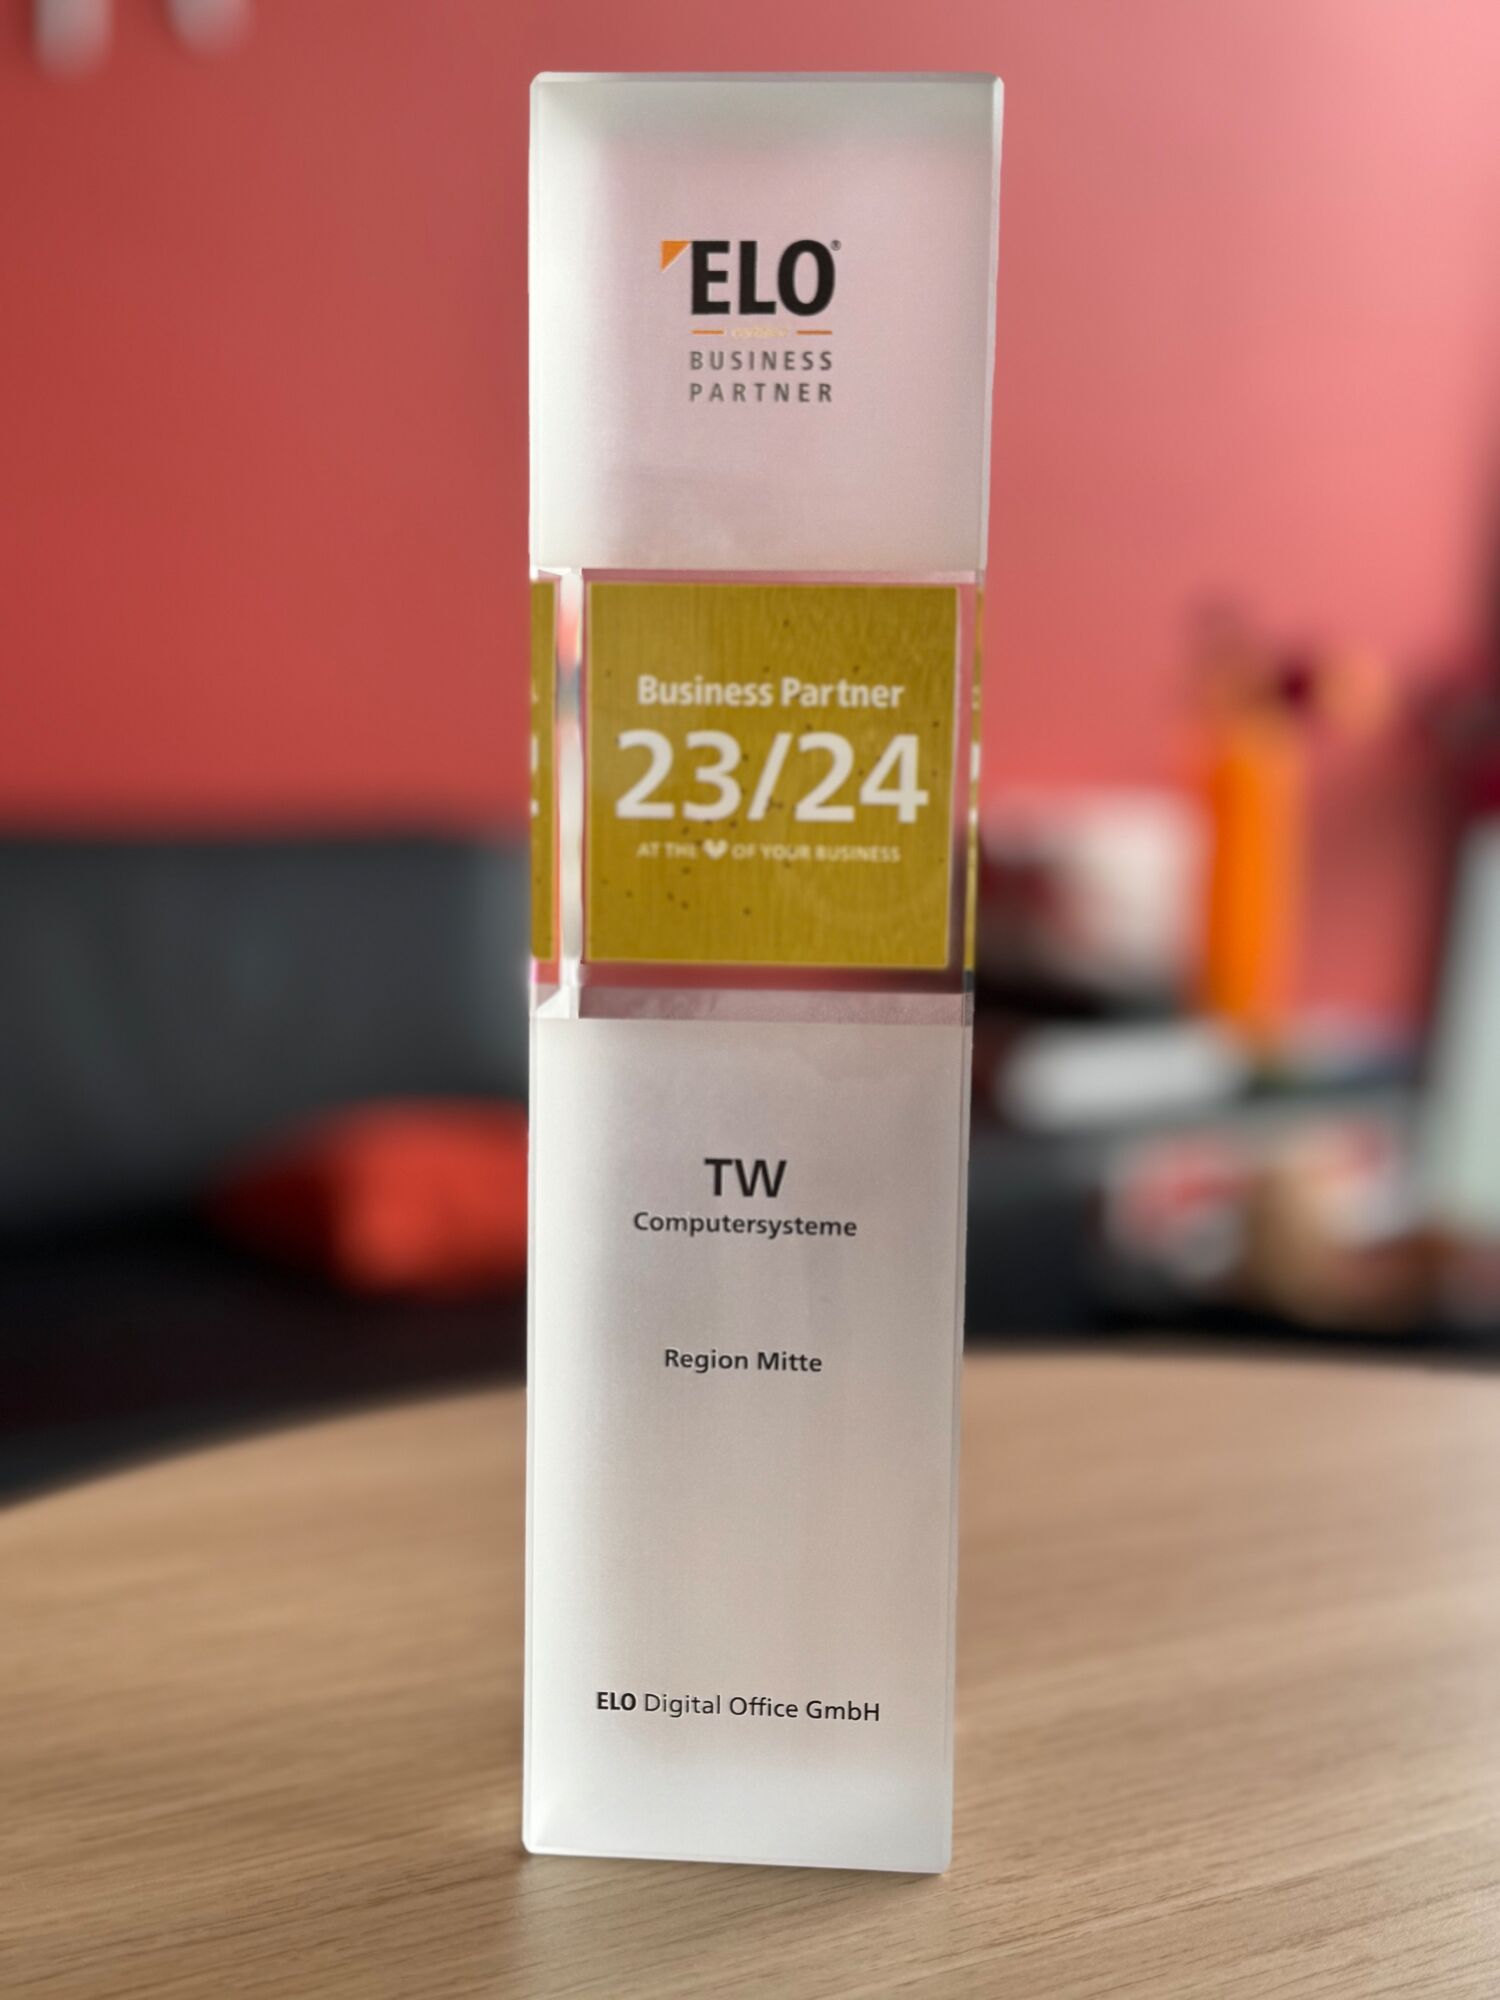 ELO®
BUSINESS
PARTNER
Business Partner
23/24
AT THE ♥ OF YOUR BUSINESS
TW
Computersysteme
Region Mitte
ELO Digital Office GmbH